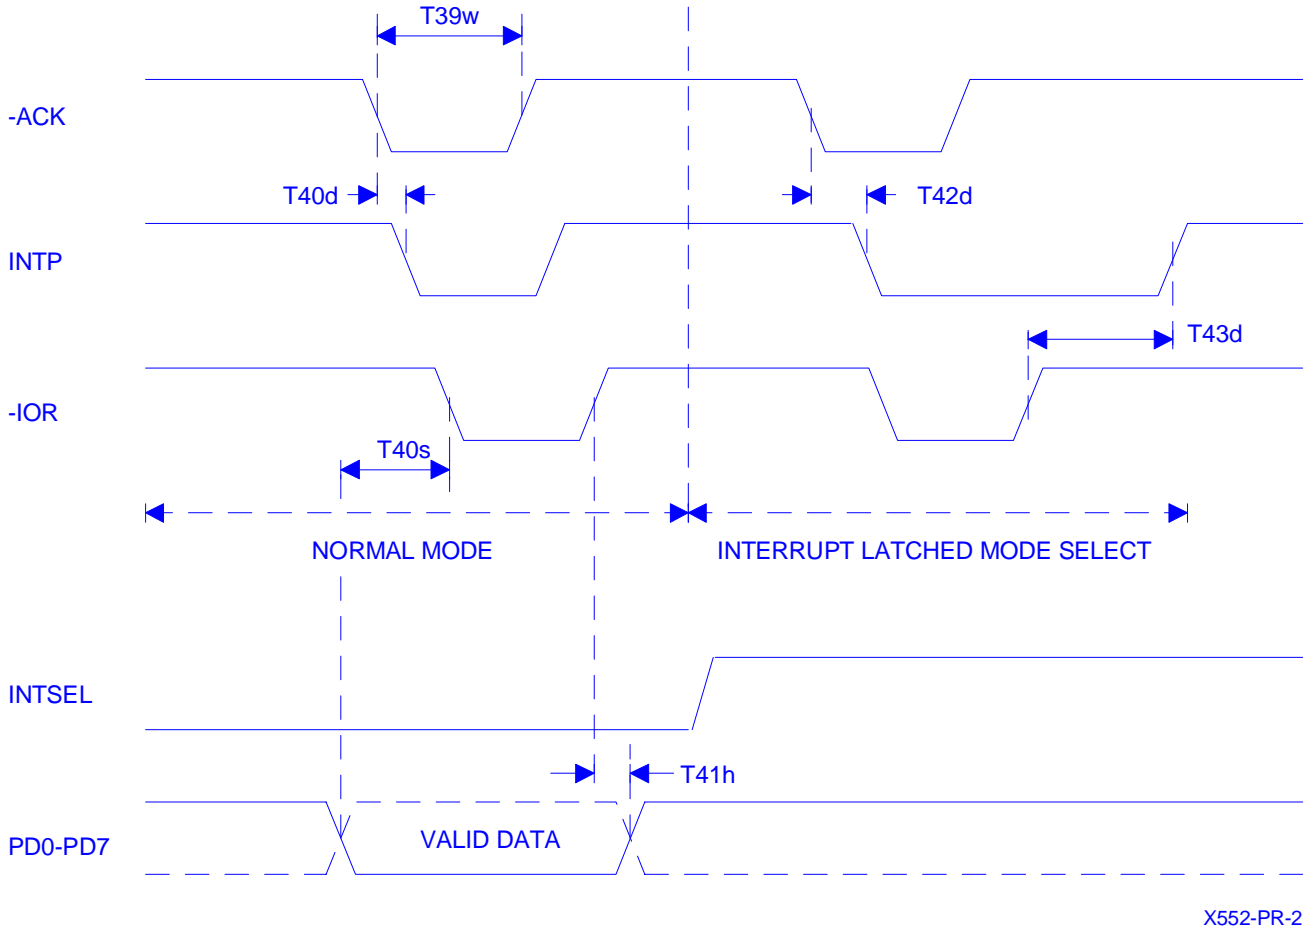 T39w
-ACK
T40d
T42d
INTP
T43d
-IOR
T40s
NORMAL MODE
INTERRUPT LATCHED MODE SELECT
INTSEL
T41h
PD0-PD7
VALID DATA
X552-PR-2